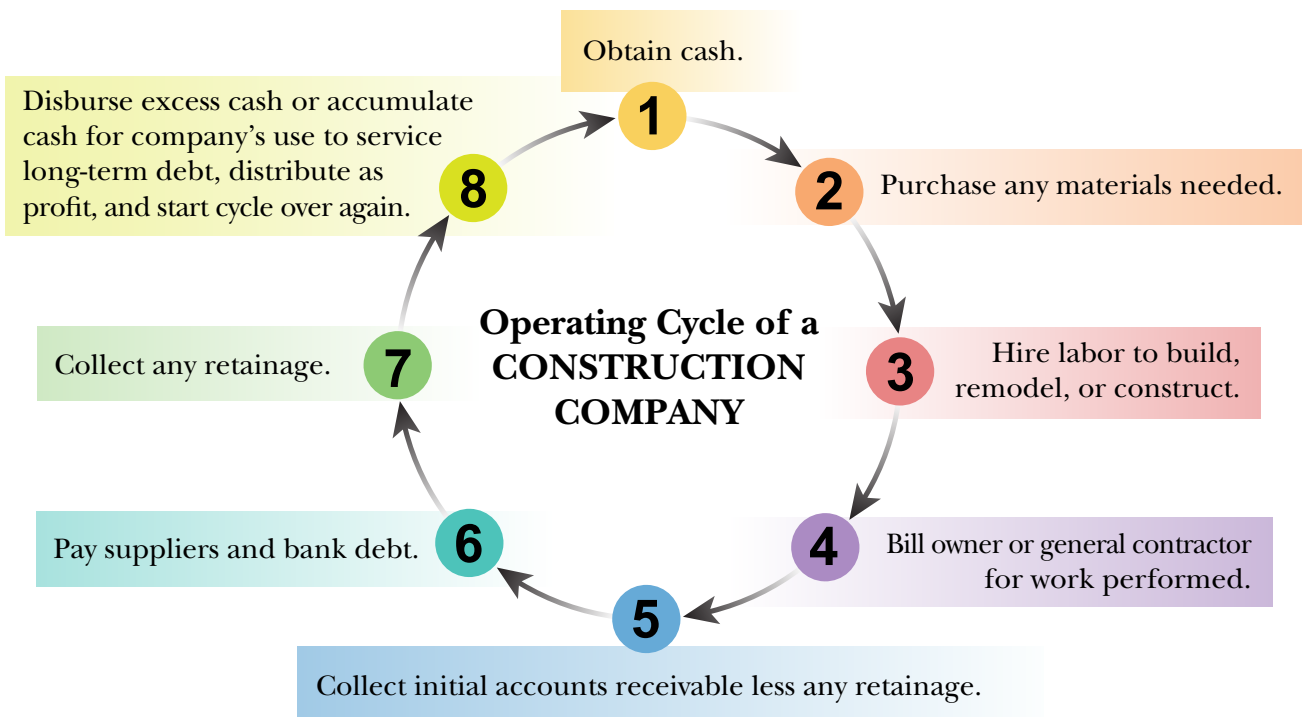 Operating Cycle of a
CONSTRUCTION
COMPANY
1
Obtain cash.
2
Purchase any materials needed.
3
Hire labor to build,
remodel, or construct.
4
Bill owner or general contractor
for work performed.
5
Collect initial accounts receivable less any retainage.
6
Pay suppliers and bank debt.
7
Collect any retainage.
8
Disburse excess cash or accumulate
cash for company’s use to service
long-term debt, distribute as
profit, and start cycle over again.